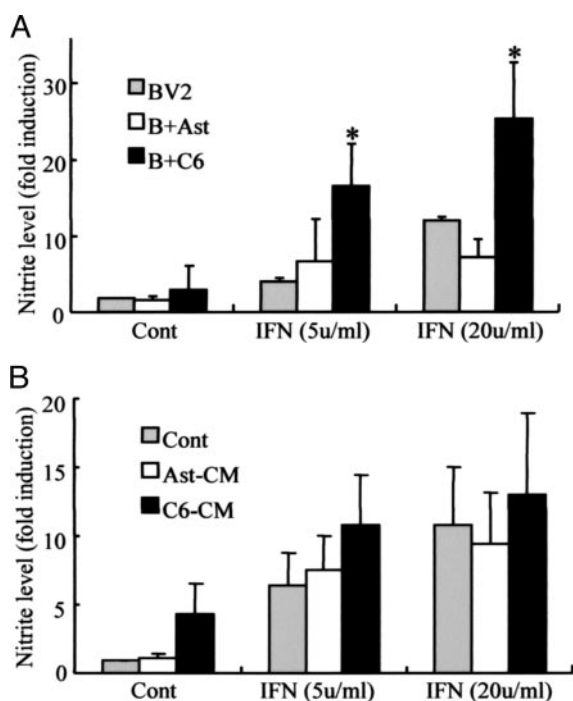 A
Nitrite level (fold induction)
30
20
10
0
BV2
B+Ast
B+C6
*
*
Cont
IFN (5u/ml)
IFN (20u/ml)
B
Nitrite level (fold induction)
20
15
10
5
0
Cont
Ast-CM
C6-CM
Cont
IFN (5u/ml)
IFN (20u/ml)